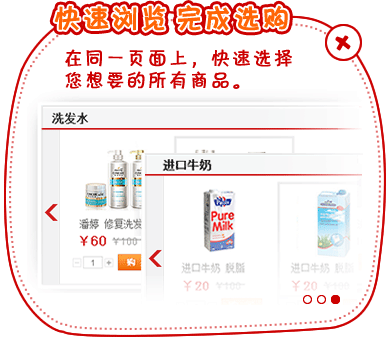 快速浏览 完成选购
在同一页面上，快速选择
您想要的所有商品。
洗发水
潘婷 修复洗发
￥60 ￥100
1
购
进口牛奶
Pure
Milk
进口牛奶 脱脂
￥20 ￥100
进口牛奶 脱脂
￥20 ￥100